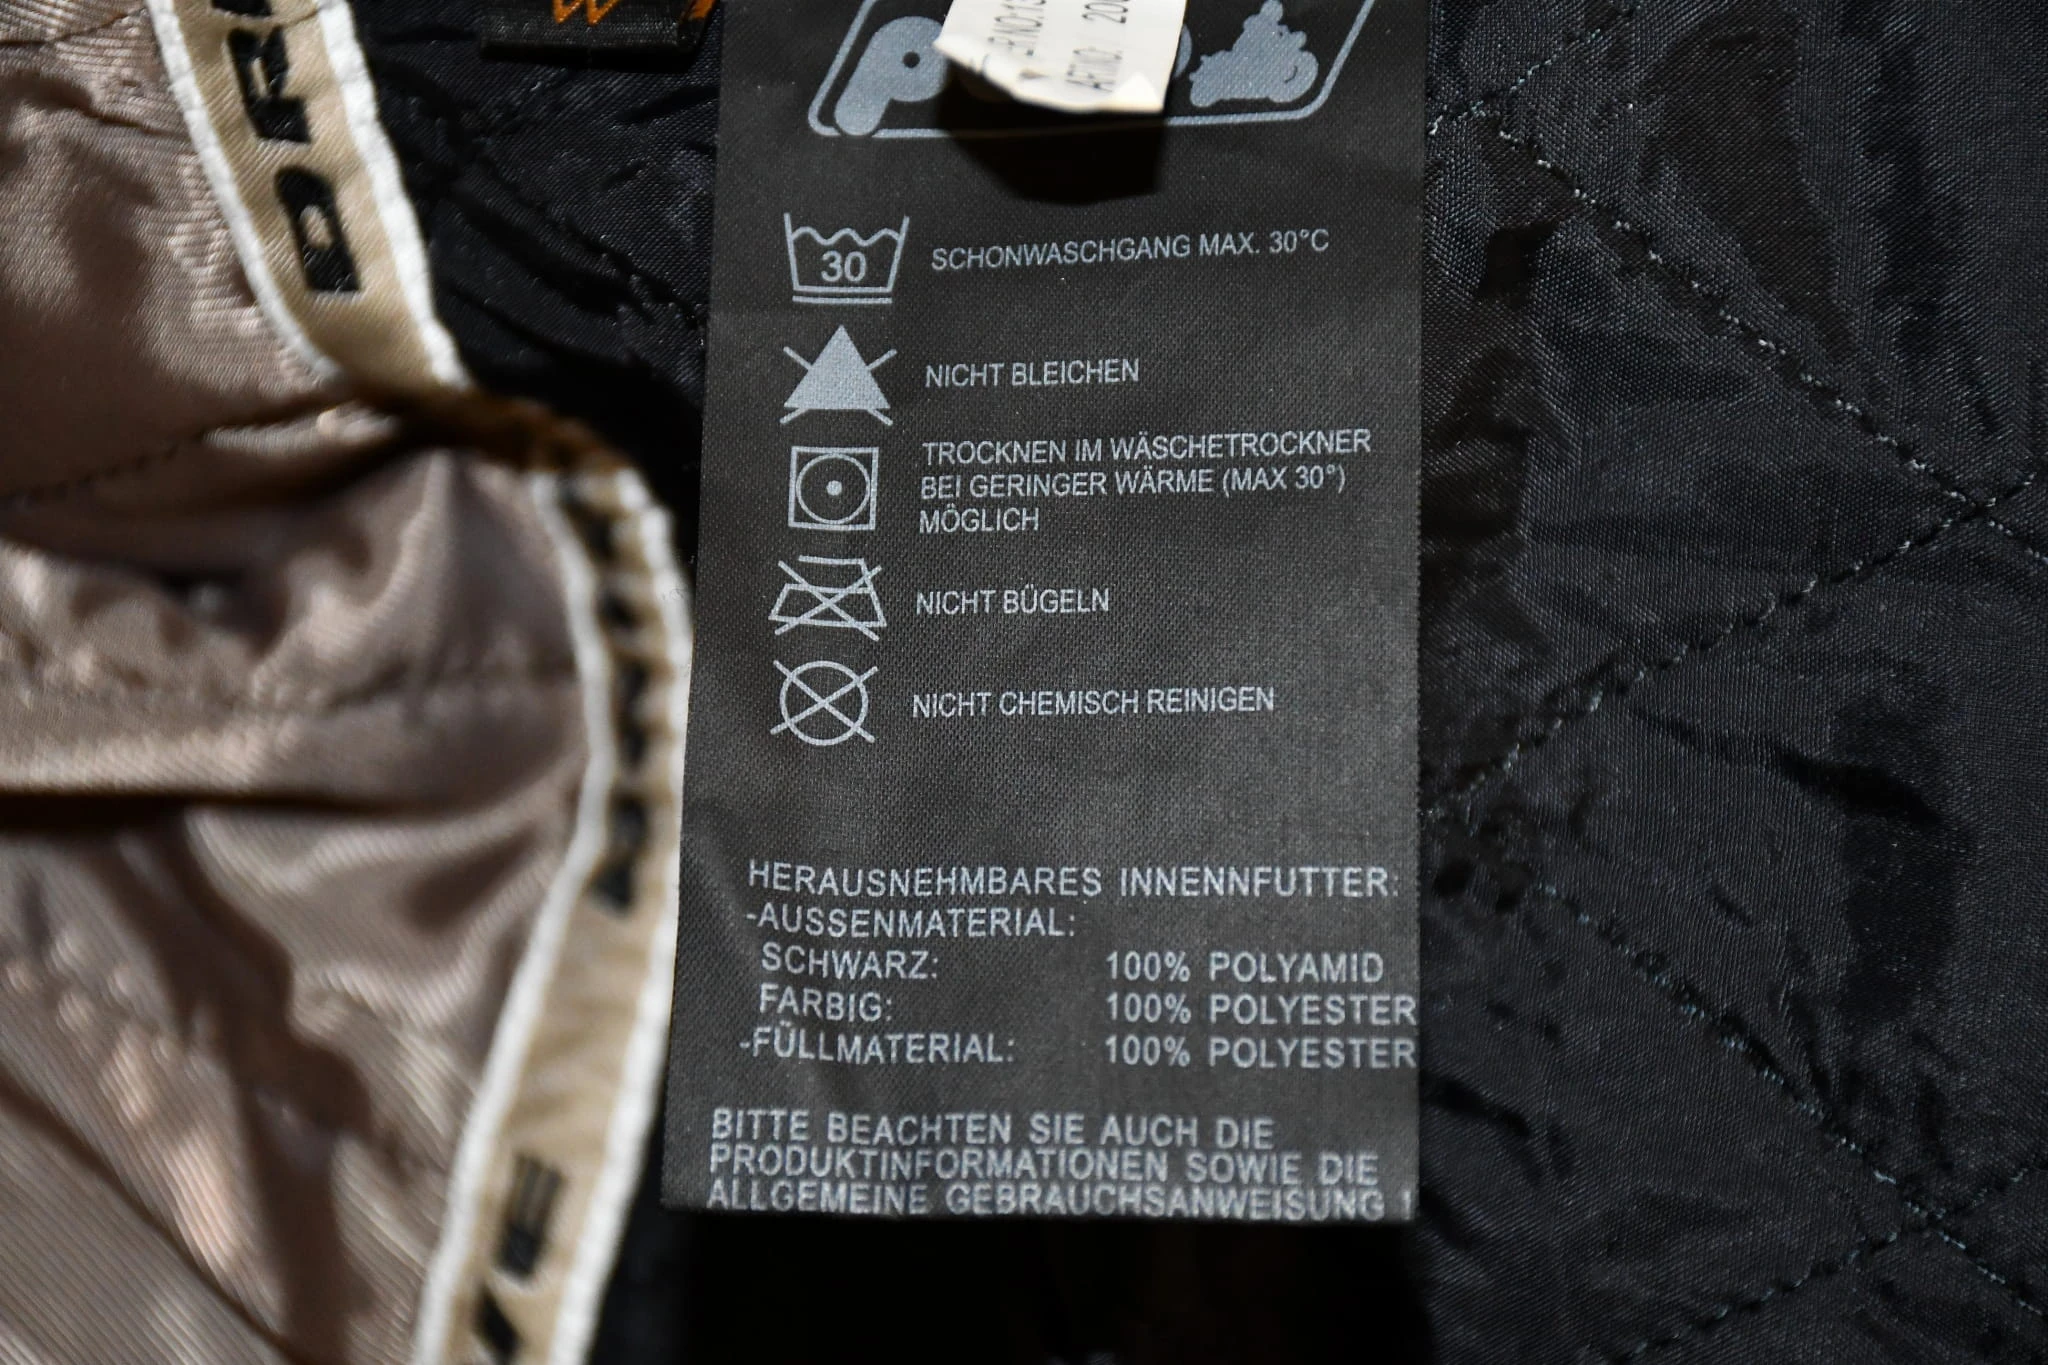 30
SCHONWASCHGANG MAX. 30°C
NICHT BLEICHEN
TROCKNEN IM WÄSCHETROCKNER
BEI GERINGER WÄRME (MAX 30°)
MÖGLICH
NICHT BÜGELN
NICHT CHEMISCH REINIGEN
HERAUSNEHMBARES INNENNFUTTER:
-AUSSENMATERIAL:
SCHWARZ: 100% POLYAMID
FARBIG: 100% POLYESTER
-FÜLLMATERIAL: 100% POLYESTER
BITTE BEACHTEN SIE AUCH DIE
PRODUKTINFORMATIONEN SOWIE DIE
ALLGEMEINE GEBRAUCHSANWEISUNG !